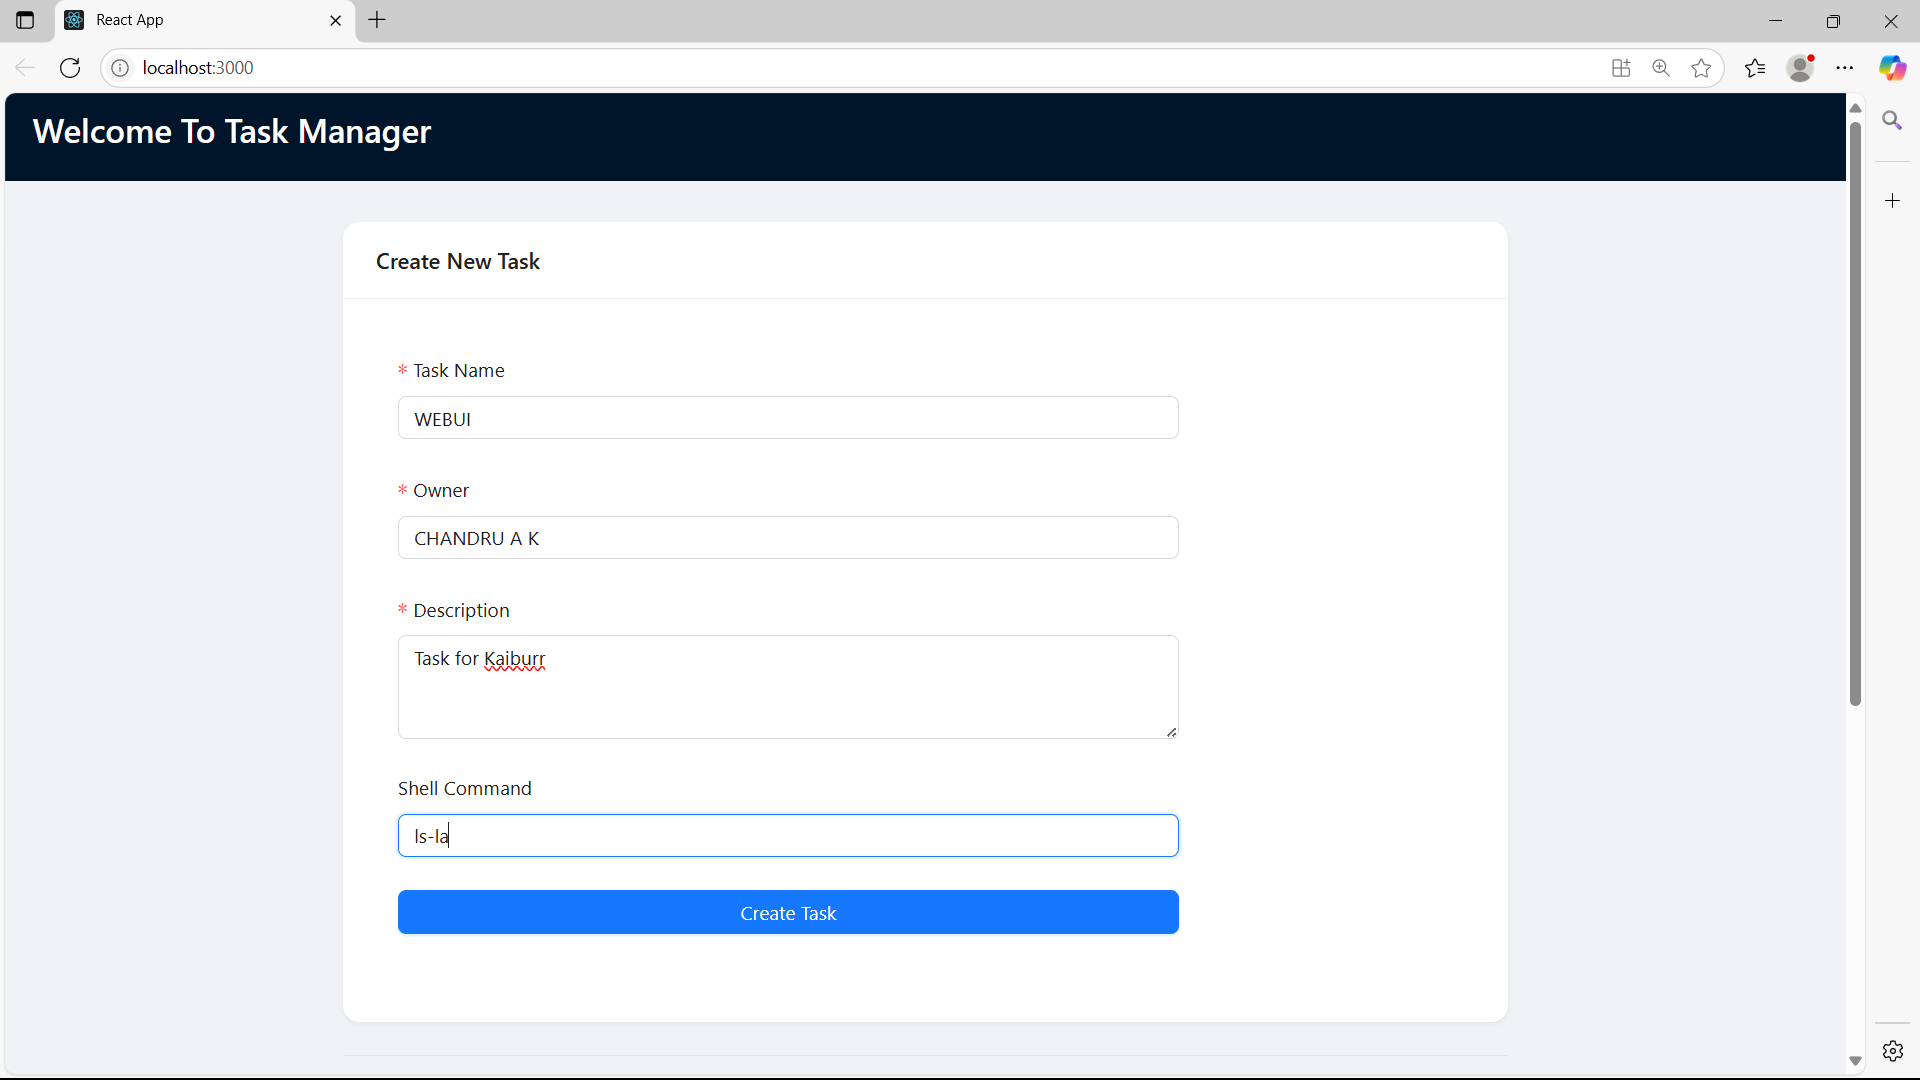 React App
localhost:3000
Welcome To Task Manager
Create New Task
* Task Name
WEBUI
* Owner
CHANDRU A K
* Description
Task for Kaiburr
Shell Command
ls-la
Create Task